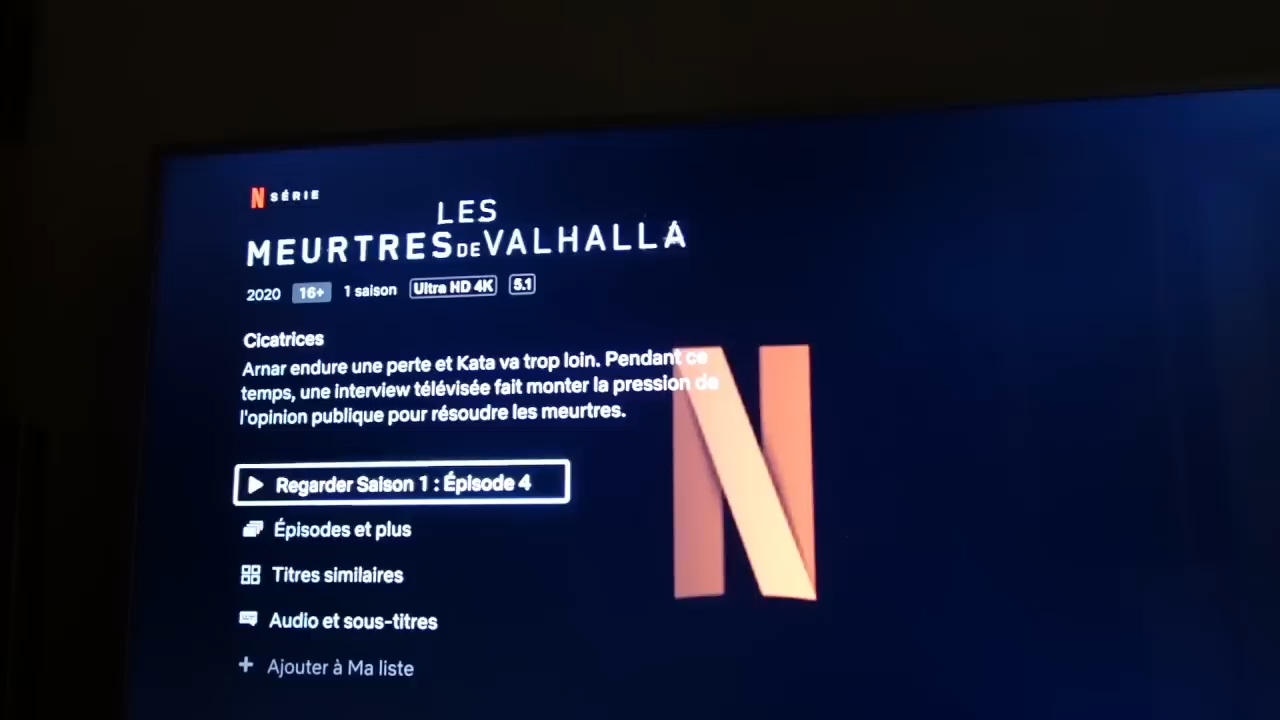 N SÉRIE
LES
MEURTRES DE VALHALLA
2020 16+ 1 saison Ultra HD 4K 5.1
Cicatrices
Arnar endure une perte et Kata va trop loin. Pendant ce
temps, une interview télévisée fait monter la pression de
l'opinion publique pour résoudre les meurtres.
Regarder Saison 1 : Épisode 4
Épisodes et plus
Titres similaires
Audio et sous-titres
+ Ajouter à Ma liste
N